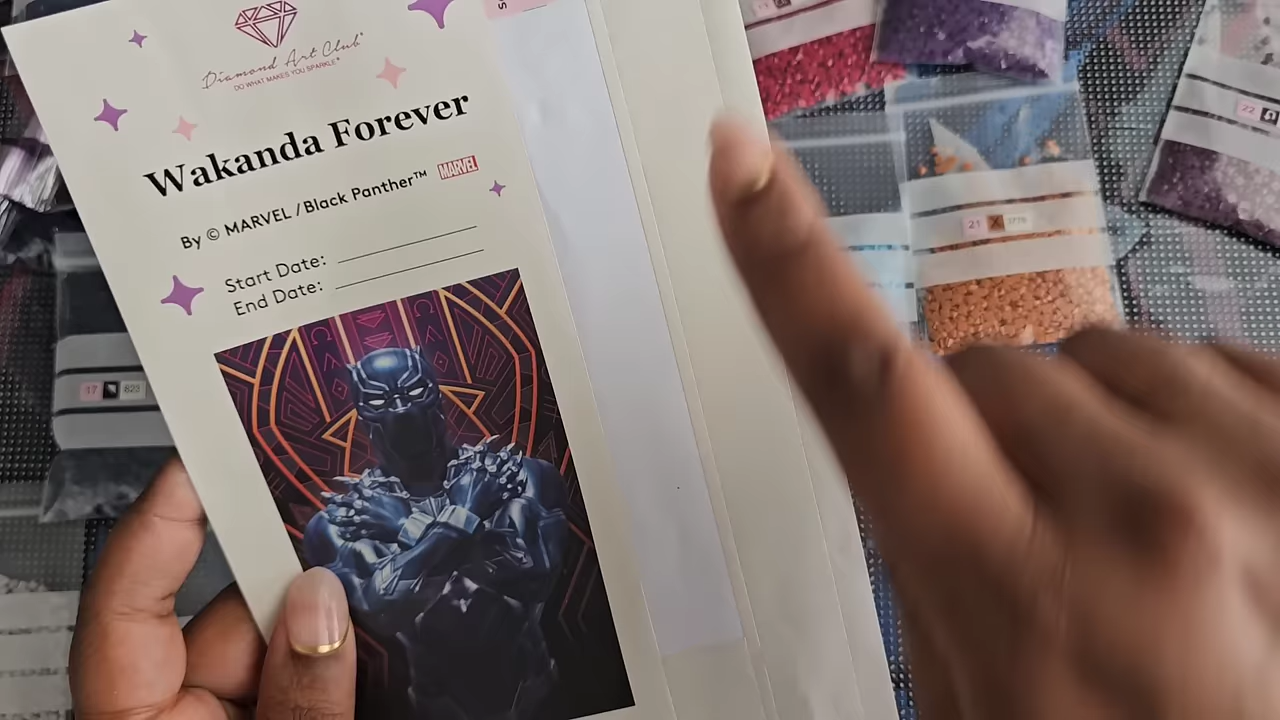 Diamond Art Club®
DO WHAT MAKES YOU SPARKLE®
Wakanda Forever
By © MARVEL / Black Panther™ MARVEL
Start Date:
End Date:
17 823
21 X
22